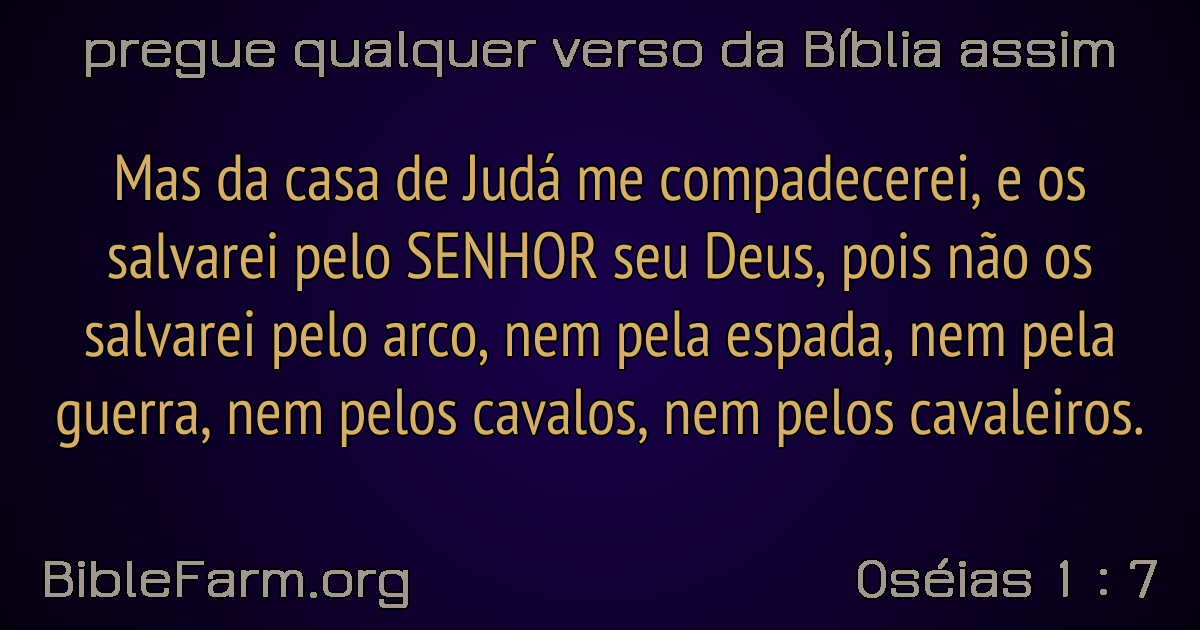 pregue qualquer verso da Bíblia assim
Mas da casa de Judá me compadecerei, e os
salvarei pelo SENHOR seu Deus, pois não os
salvarei pelo arco, nem pela espada, nem pela
guerra, nem pelos cavalos, nem pelos cavaleiros.
BibleFarm.org
Oséias 1 : 7